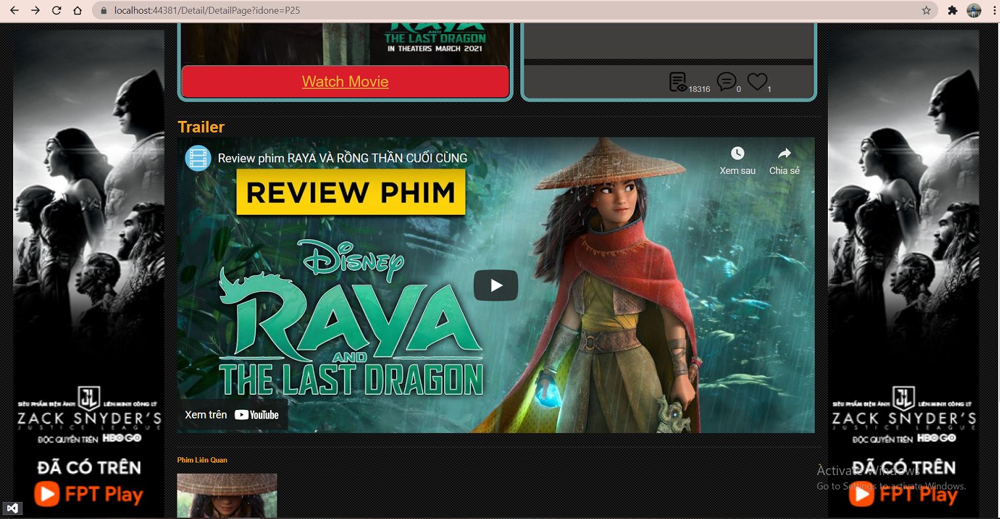 localhost:44381/Detail/DetailPage?idone=P25
RAYA
AND
THE LAST DRAGON
IN THEATERS MARCH 2021
Watch Movie
18316
0
1
Trailer
Review phim RAYA VÀ RỒNG THẦN CUỐI CÙNG
Xem sau
Chia sẻ
REVIEW PHIM
DISNEY
RAYA
AND
THE LAST DRAGON
Xem trên YouTube
Phim Liên Quan
JL
SIÊU PHẨM ĐIỆN ẢNH LIÊN MINH CÔNG LÝ
ZACK SNYDER'S
JUSTICE LEAGUE
ĐỘC QUYỀN TRÊN HBO GO
ĐÃ CÓ TRÊN
FPT Play
JL
SIÊU PHẨM ĐIỆN ẢNH LIÊN MINH CÔNG LÝ
ZACK SNYDER'S
JUSTICE LEAGUE
ĐỘC QUYỀN TRÊN HBO GO
ĐÃ CÓ TRÊN
FPT Play
Activate Windows
Go to Settings to activate Windows.